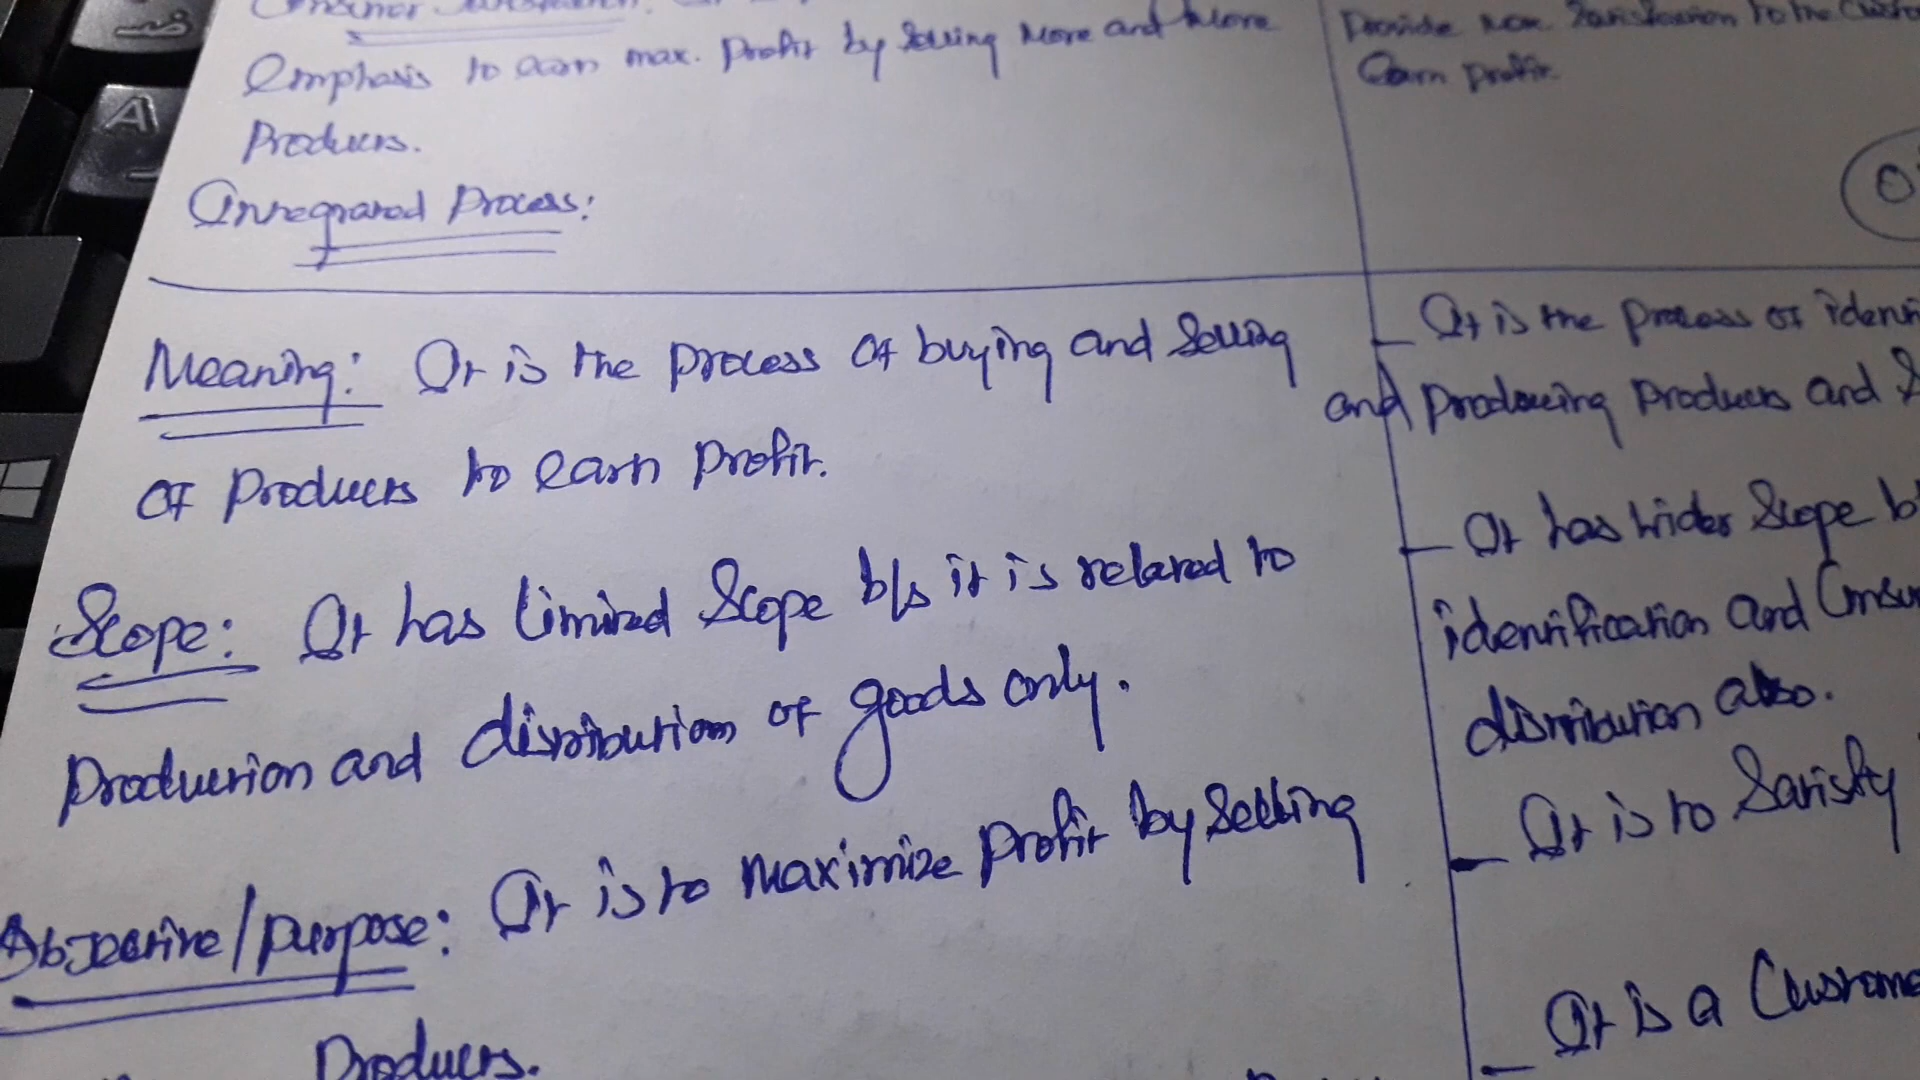 Consumer Satisfaction:
Emphasis to earn max. Profit by Selling More and More
Products.
Integrated Process:
Meaning: It is the Process of buying and Selling
of Products to earn Profit.
Scope: It has Limited Scope b/s it is related to
Production and distribution of goods only.
Objective/Purpose: It is to Maximize Profit by Selling
Products.
Provide max. Satisfaction to the
Earn Profit.
It is the Process of
and Producing Products and
It has wider Scope
identification and
distribution also.
It is to Satisfy
It is a
A